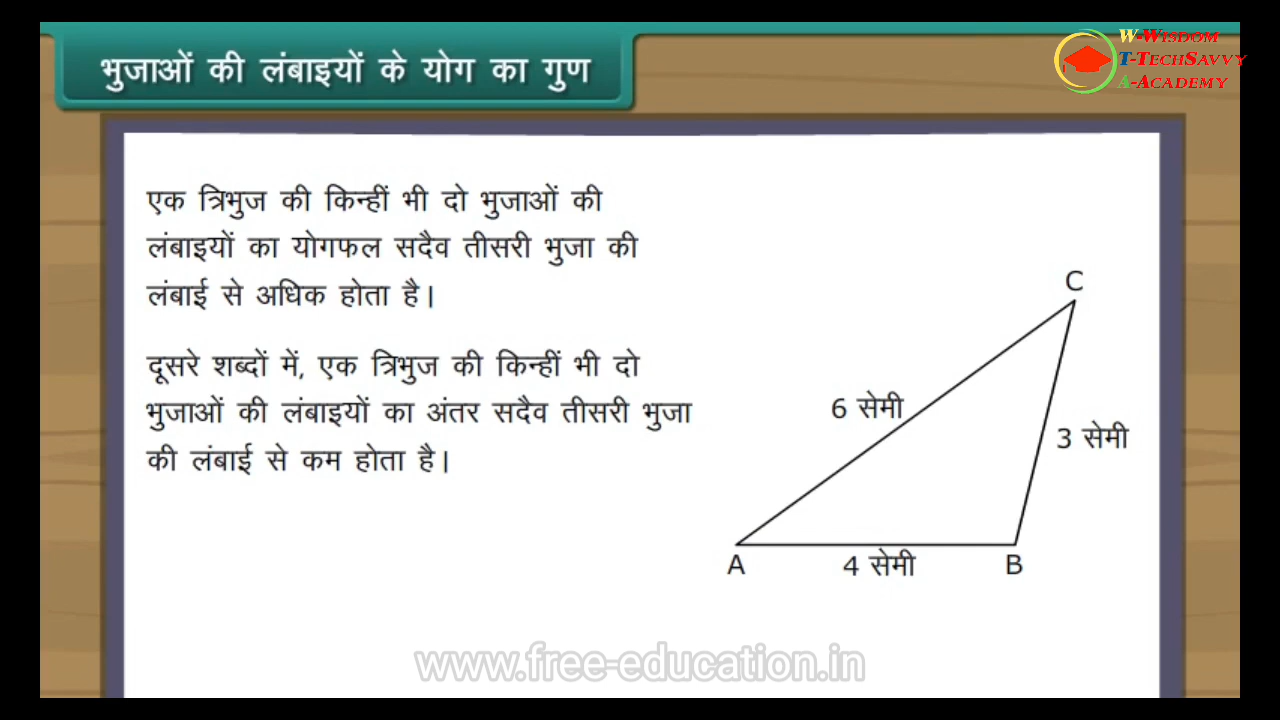 भुजाओं की लंबाइयों के योग का गुण
W-Wisdom
T-TechSavvy
A-Academy
एक त्रिभुज की किन्हीं भी दो भुजाओं की
लंबाइयों का योगफल सदैव तीसरी भुजा की
लंबाई से अधिक होता है।
दूसरे शब्दों में, एक त्रिभुज की किन्हीं भी दो
भुजाओं की लंबाइयों का अंतर सदैव तीसरी भुजा
की लंबाई से कम होता है।
C
6 सेमी
3 सेमी
A
4 सेमी
B
www.free-education.in